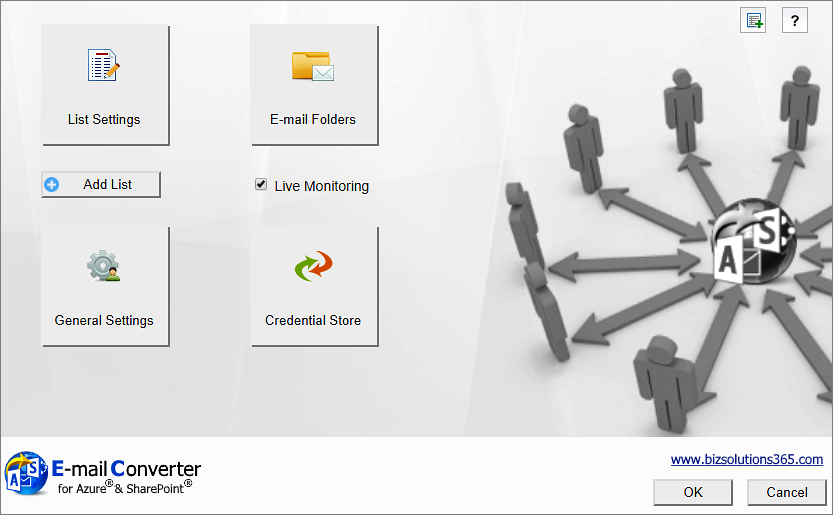 ?
List Settings
E-mail Folders
Add List
Live Monitoring
General Settings
Credential Store
A S
A S
E-mail Converter
for Azure® & SharePoint®
www.bizsolutions365.com
OK
Cancel